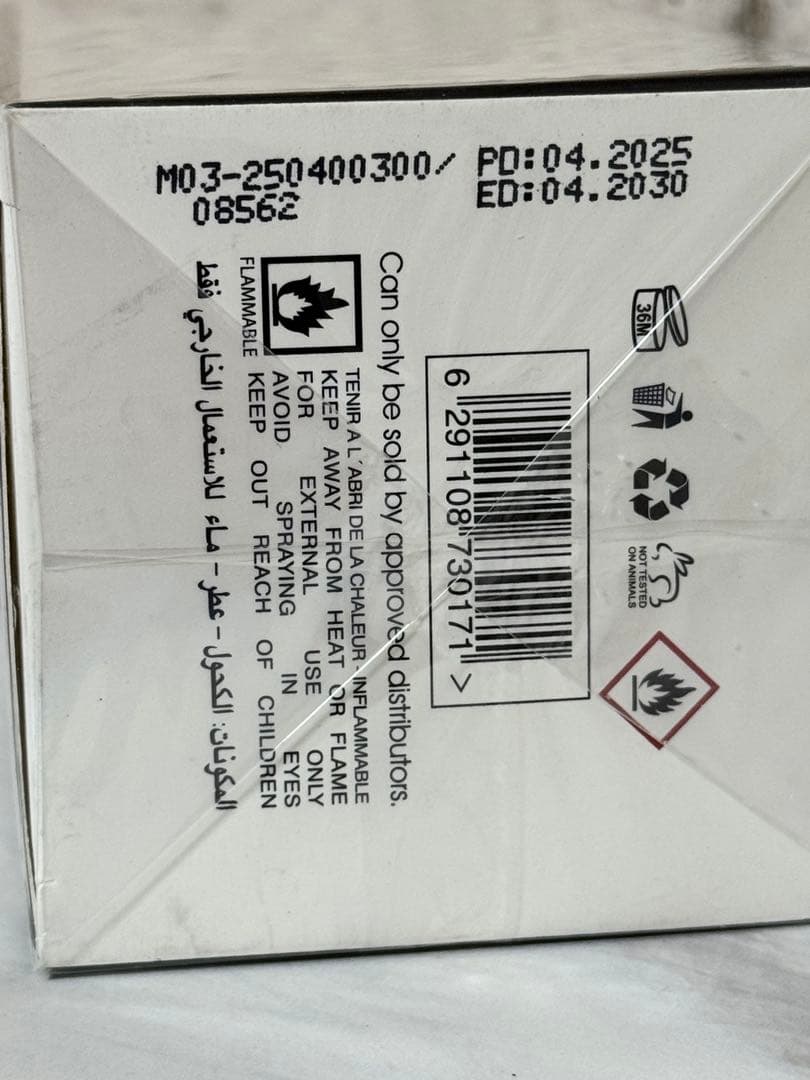 M03-250400300/ PD:04.2025
08562 ED:04.2030
36M
NOT TESTED
ON ANIMALS
6 291108 730171 >
Can only be sold by approved distributors.
FLAMMABLE
TENIR A L´ABRI DE LA CHALEUR -INFLAMMABLE
KEEP AWAY FROM HEAT OR FLAME
FOR EXTERNAL USE ONLY
AVOID SPRAYING IN EYES
KEEP OUT REACH OF CHILDREN
المكونات: الكحول - عطر - ماء للاستعمال الخارجي فقط